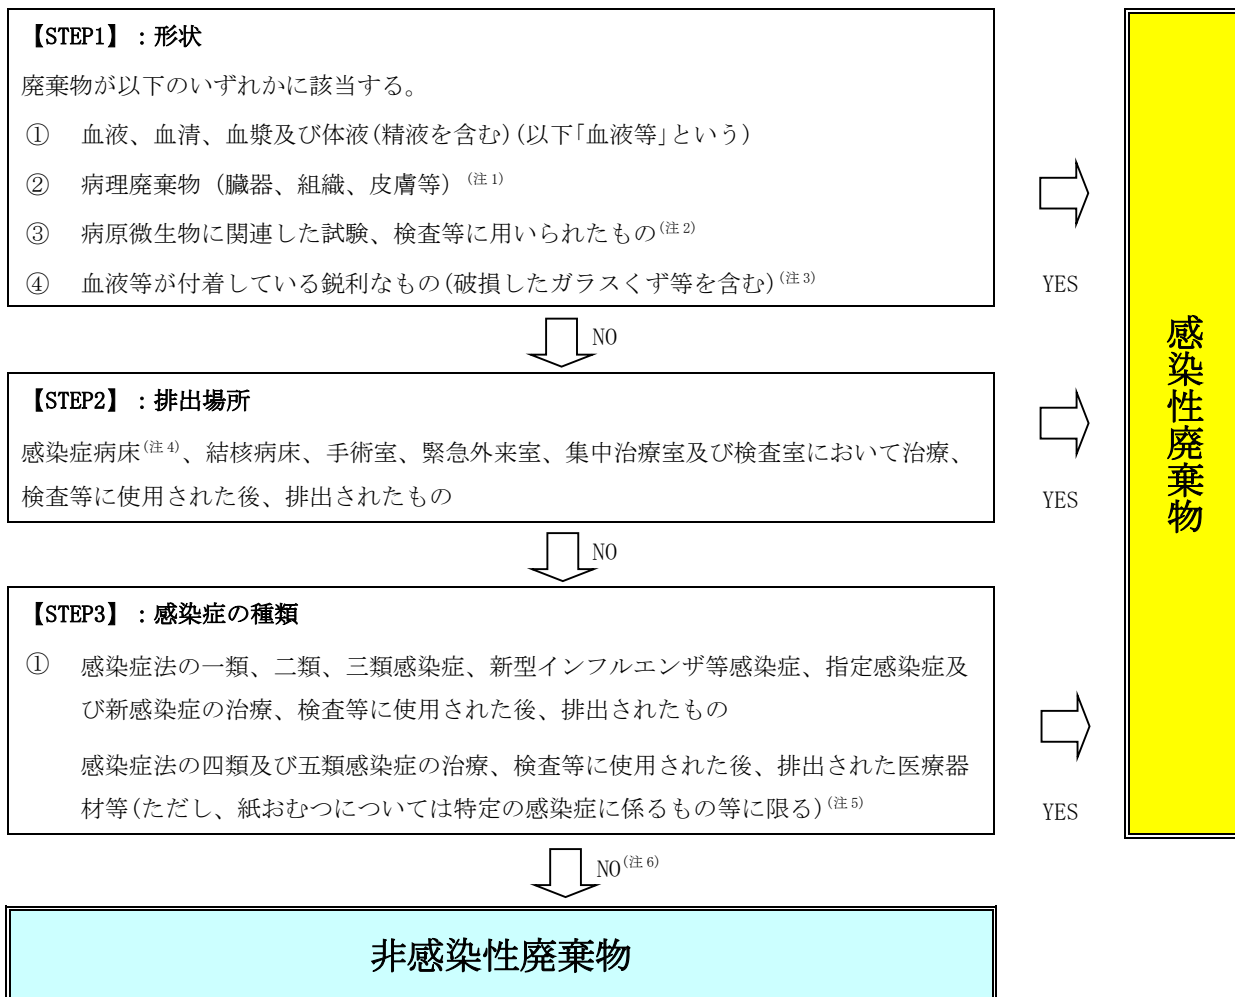 【STEP1】：形状
廃棄物が以下のいずれかに該当する。
① 血液、血清、血漿及び体液(精液を含む)(以下｢血液等｣という)
② 病理廃棄物 (臓器、組織、皮膚等) (注1)
③ 病原微生物に関連した試験、検査等に用いられたもの(注2)
④ 血液等が付着している鋭利なもの(破損したガラスくず等を含む)(注3)
YES
NO
【STEP2】：排出場所
感染症病床(注4)、結核病床、手術室、緊急外来室、集中治療室及び検査室において治療、
検査等に使用された後、排出されたもの
YES
NO
【STEP3】：感染症の種類
① 感染症法の一類、二類、三類感染症、新型インフルエンザ等感染症、指定感染症及
び新感染症の治療、検査等に使用された後、排出されたもの
感染症法の四類及び五類感染症の治療、検査等に使用された後、排出された医療器
材等(ただし、紙おむつについては特定の感染症に係るもの等に限る)(注5)
YES
NO(注6)
感染性廃棄物
非感染性廃棄物